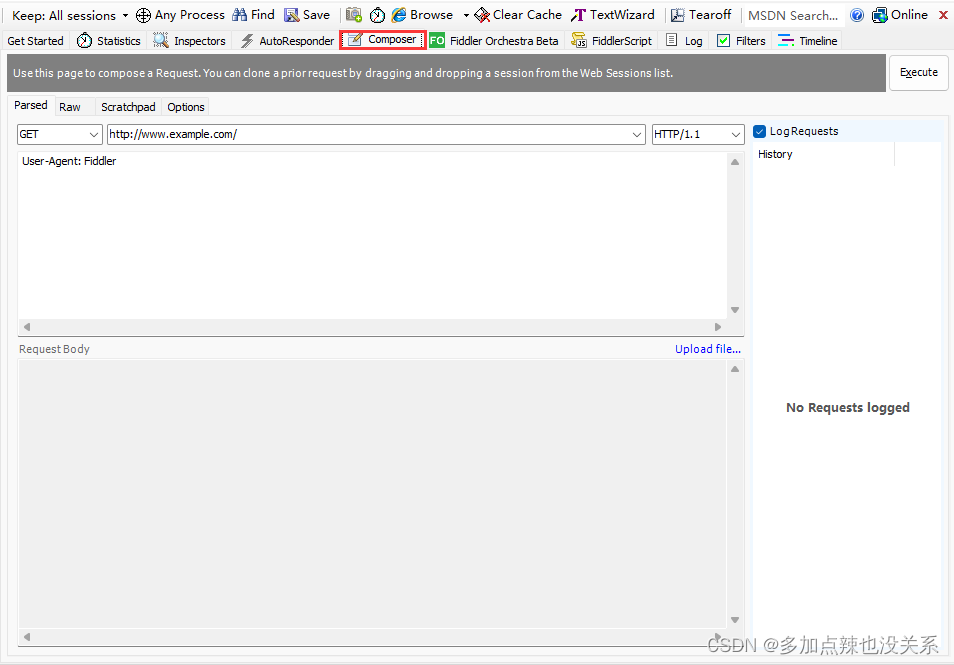 Keep: All sessions Any Process Find Save Browse Clear Cache TextWizard Tearoff MSDN Search... Online
Get Started Statistics Inspectors AutoResponder Composer FO Fiddler Orchestra Beta FiddlerScript Log Filters Timeline
Use this page to compose a Request. You can clone a prior request by dragging and dropping a session from the Web Sessions list.
Execute
Parsed Raw Scratchpad Options
GET http://www.example.com/ HTTP/1.1
Log Requests
History
User-Agent: Fiddler
Request Body Upload file...
No Requests logged
CSDN @多加点辣也没关系